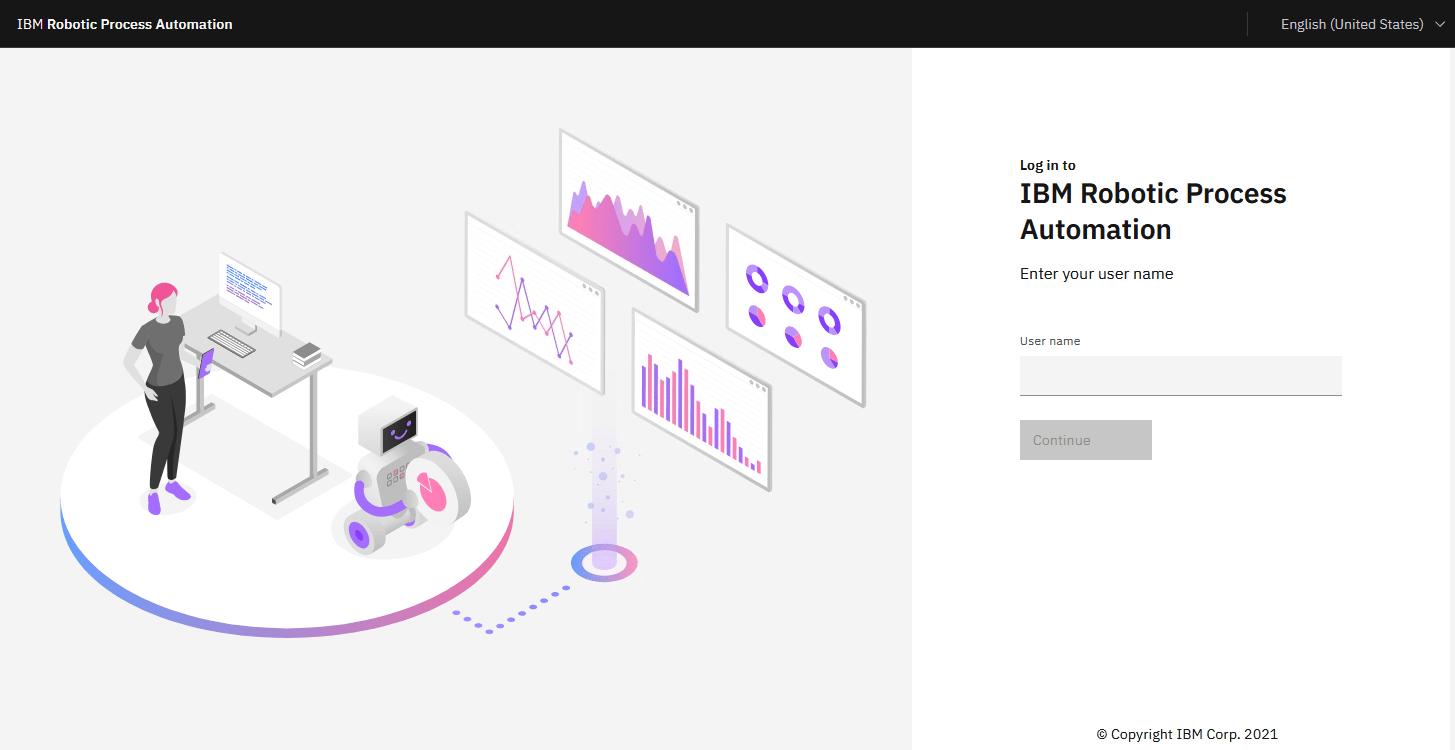 IBM Robotic Process Automation
English (United States)
Log in to
IBM Robotic Process
Automation
Enter your user name
User name
Continue
© Copyright IBM Corp. 2021